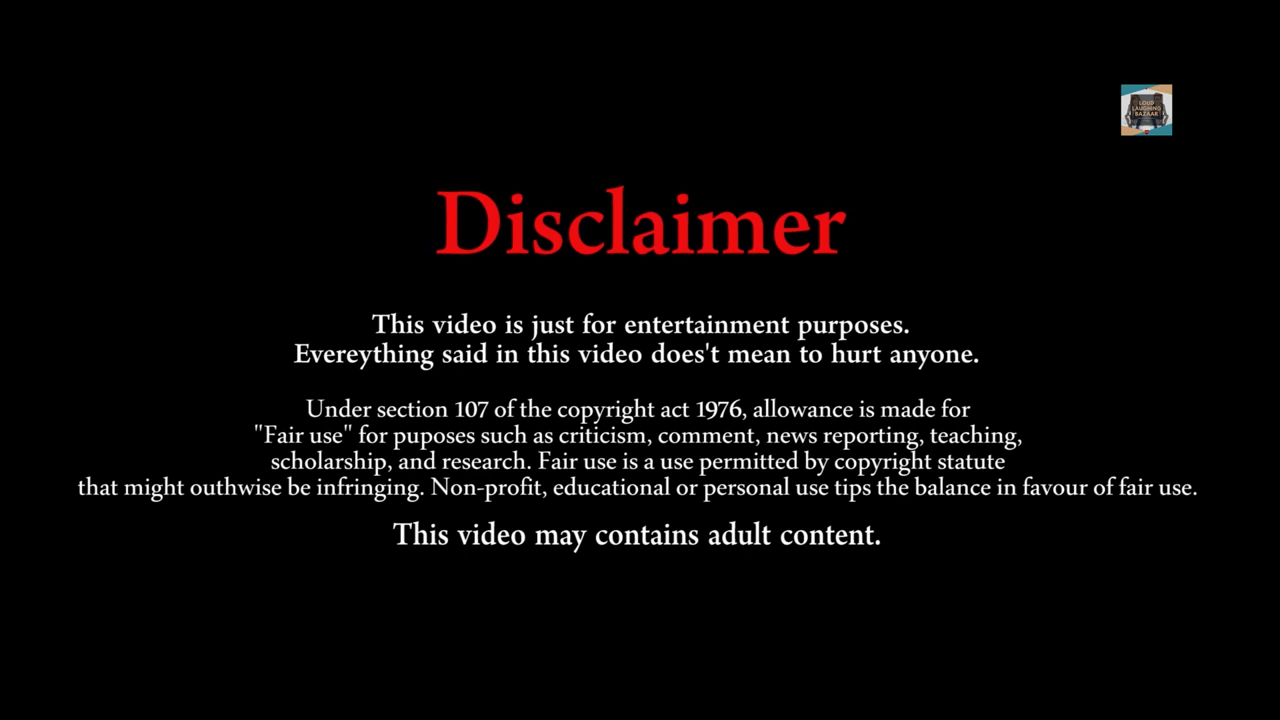 LOUD
LAUGHING
BAZAAR
Disclaimer
This video is just for entertainment purposes.
Evereything said in this video does't mean to hurt anyone.
Under section 107 of the copyright act 1976, allowance is made for
"Fair use" for puposes such as criticism, comment, news reporting, teaching,
scholarship, and research. Fair use is a use permitted by copyright statute
that might outhwise be infringing. Non-profit, educational or personal use tips the balance in favour of fair use.
This video may contains adult content.